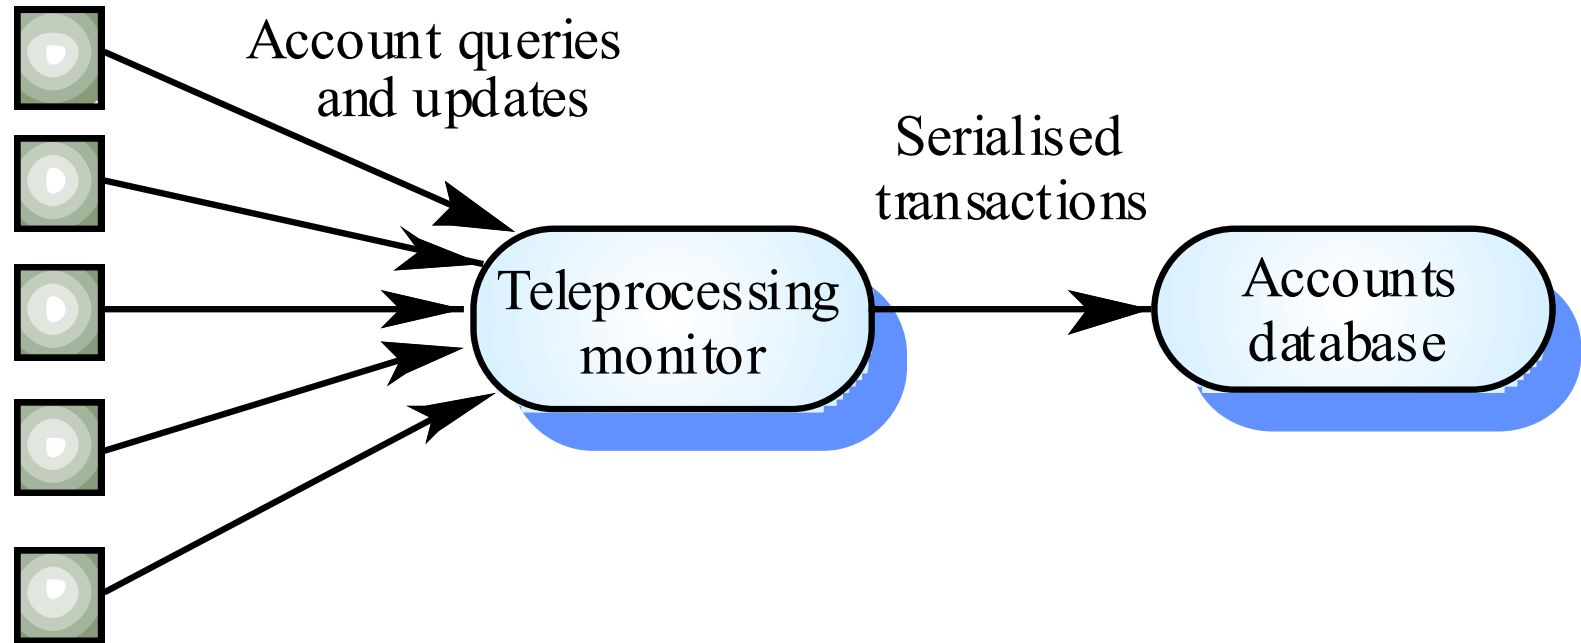 Account queries
and updates
Serialised
transactions
Teleprocessing
monitor
Accounts
database